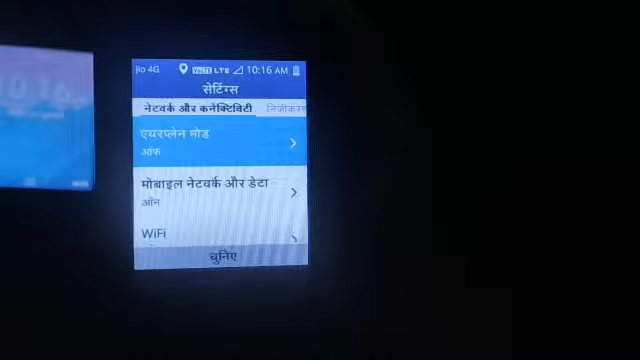 Jio 4G VoLTE LTE 10:16 AM
सेटिंग्स
नेटवर्क और कनेक्टिविटी
एयरप्लेन मोड
ऑफ
मोबाइल नेटवर्क और डेटा
ऑन
WiFi
चुनिए